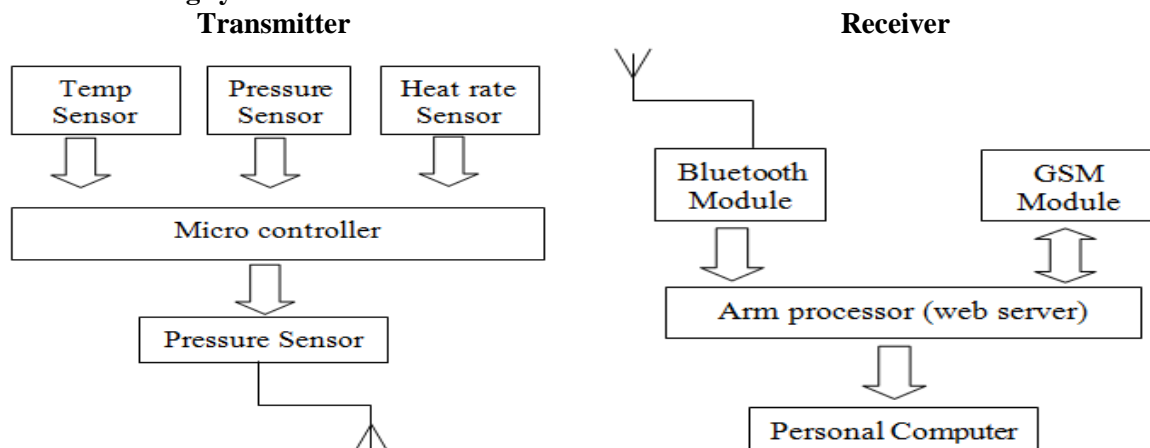 Transmitter
Receiver
Temp
Sensor
Pressure
Sensor
Heat rate
Sensor
Micro controller
Pressure Sensor
Bluetooth
Module
GSM
Module
Arm processor (web server)
Personal Computer